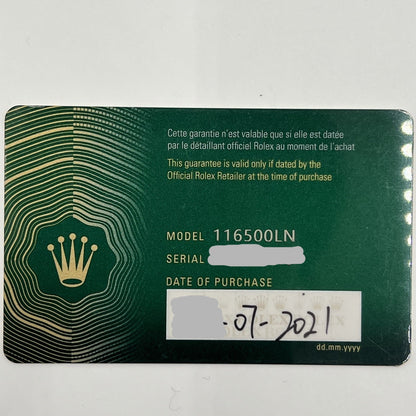 Cette garantie n'est valable que si elle est datée
par le détaillant officiel Rolex au moment de l'achat
This guarantee is valid only if dated by the
Official Rolex Retailer at the time of purchase
MODEL 116500LN
SERIAL
DATE OF PURCHASE
-07-2021
dd.mm.yyyy